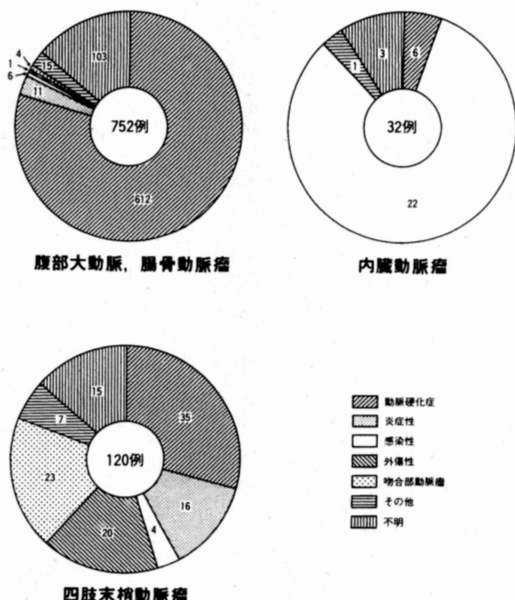 4
1
6
15
103
11
752例
612
腹部大動脈，腸骨動脈瘤
3
6
1
32例
22
内臓動脈瘤
15
35
7
120例
23
16
20
4
四肢末梢動脈瘤
動脈硬化症
炎症性
感染性
外傷性
吻合部動脈瘤
その他
不明